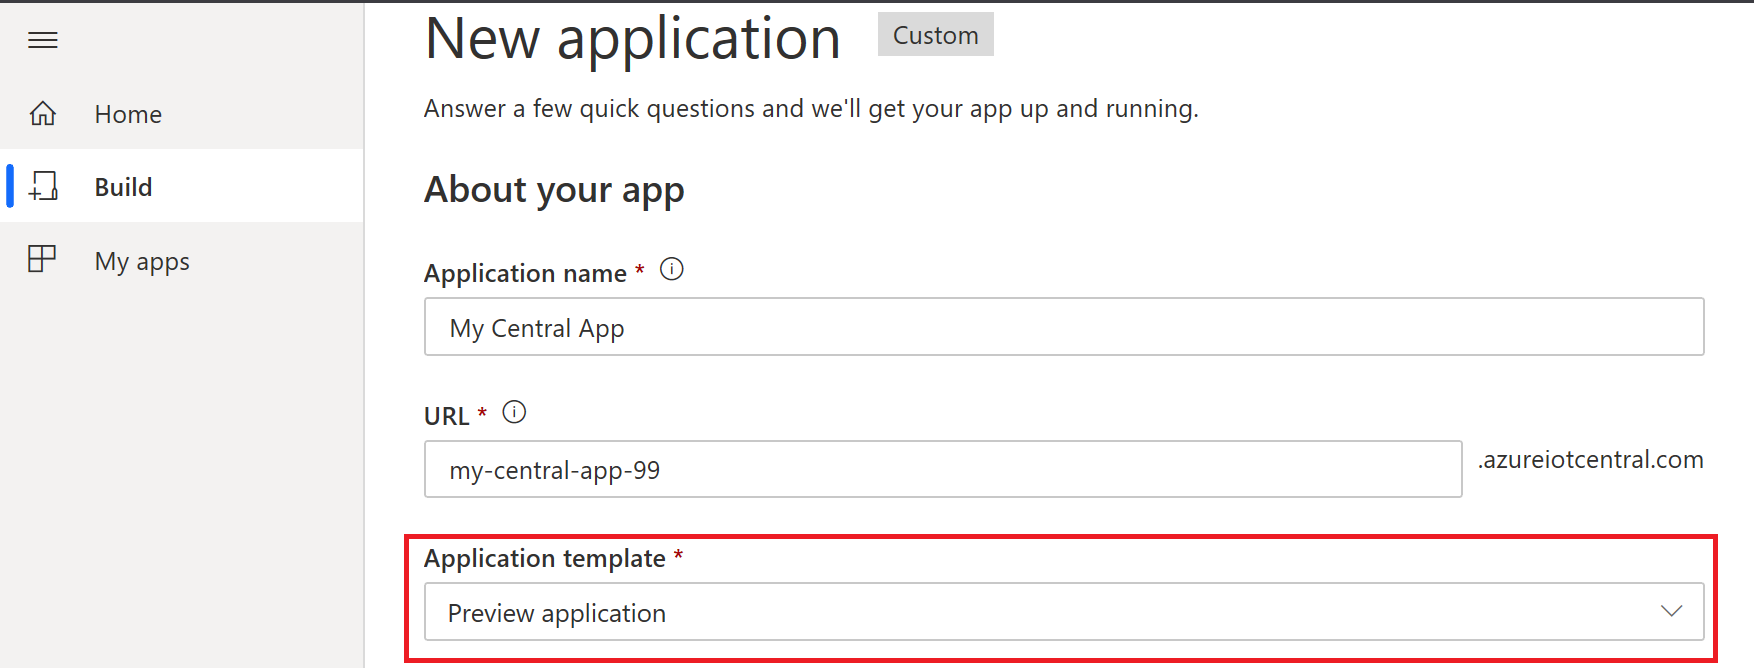 New application
Custom
Answer a few quick questions and we'll get your app up and running.
Home
Build
My apps
About your app
Application name *
My Central App
URL *
my-central-app-99
.azureiotcentral.com
Application template *
Preview application